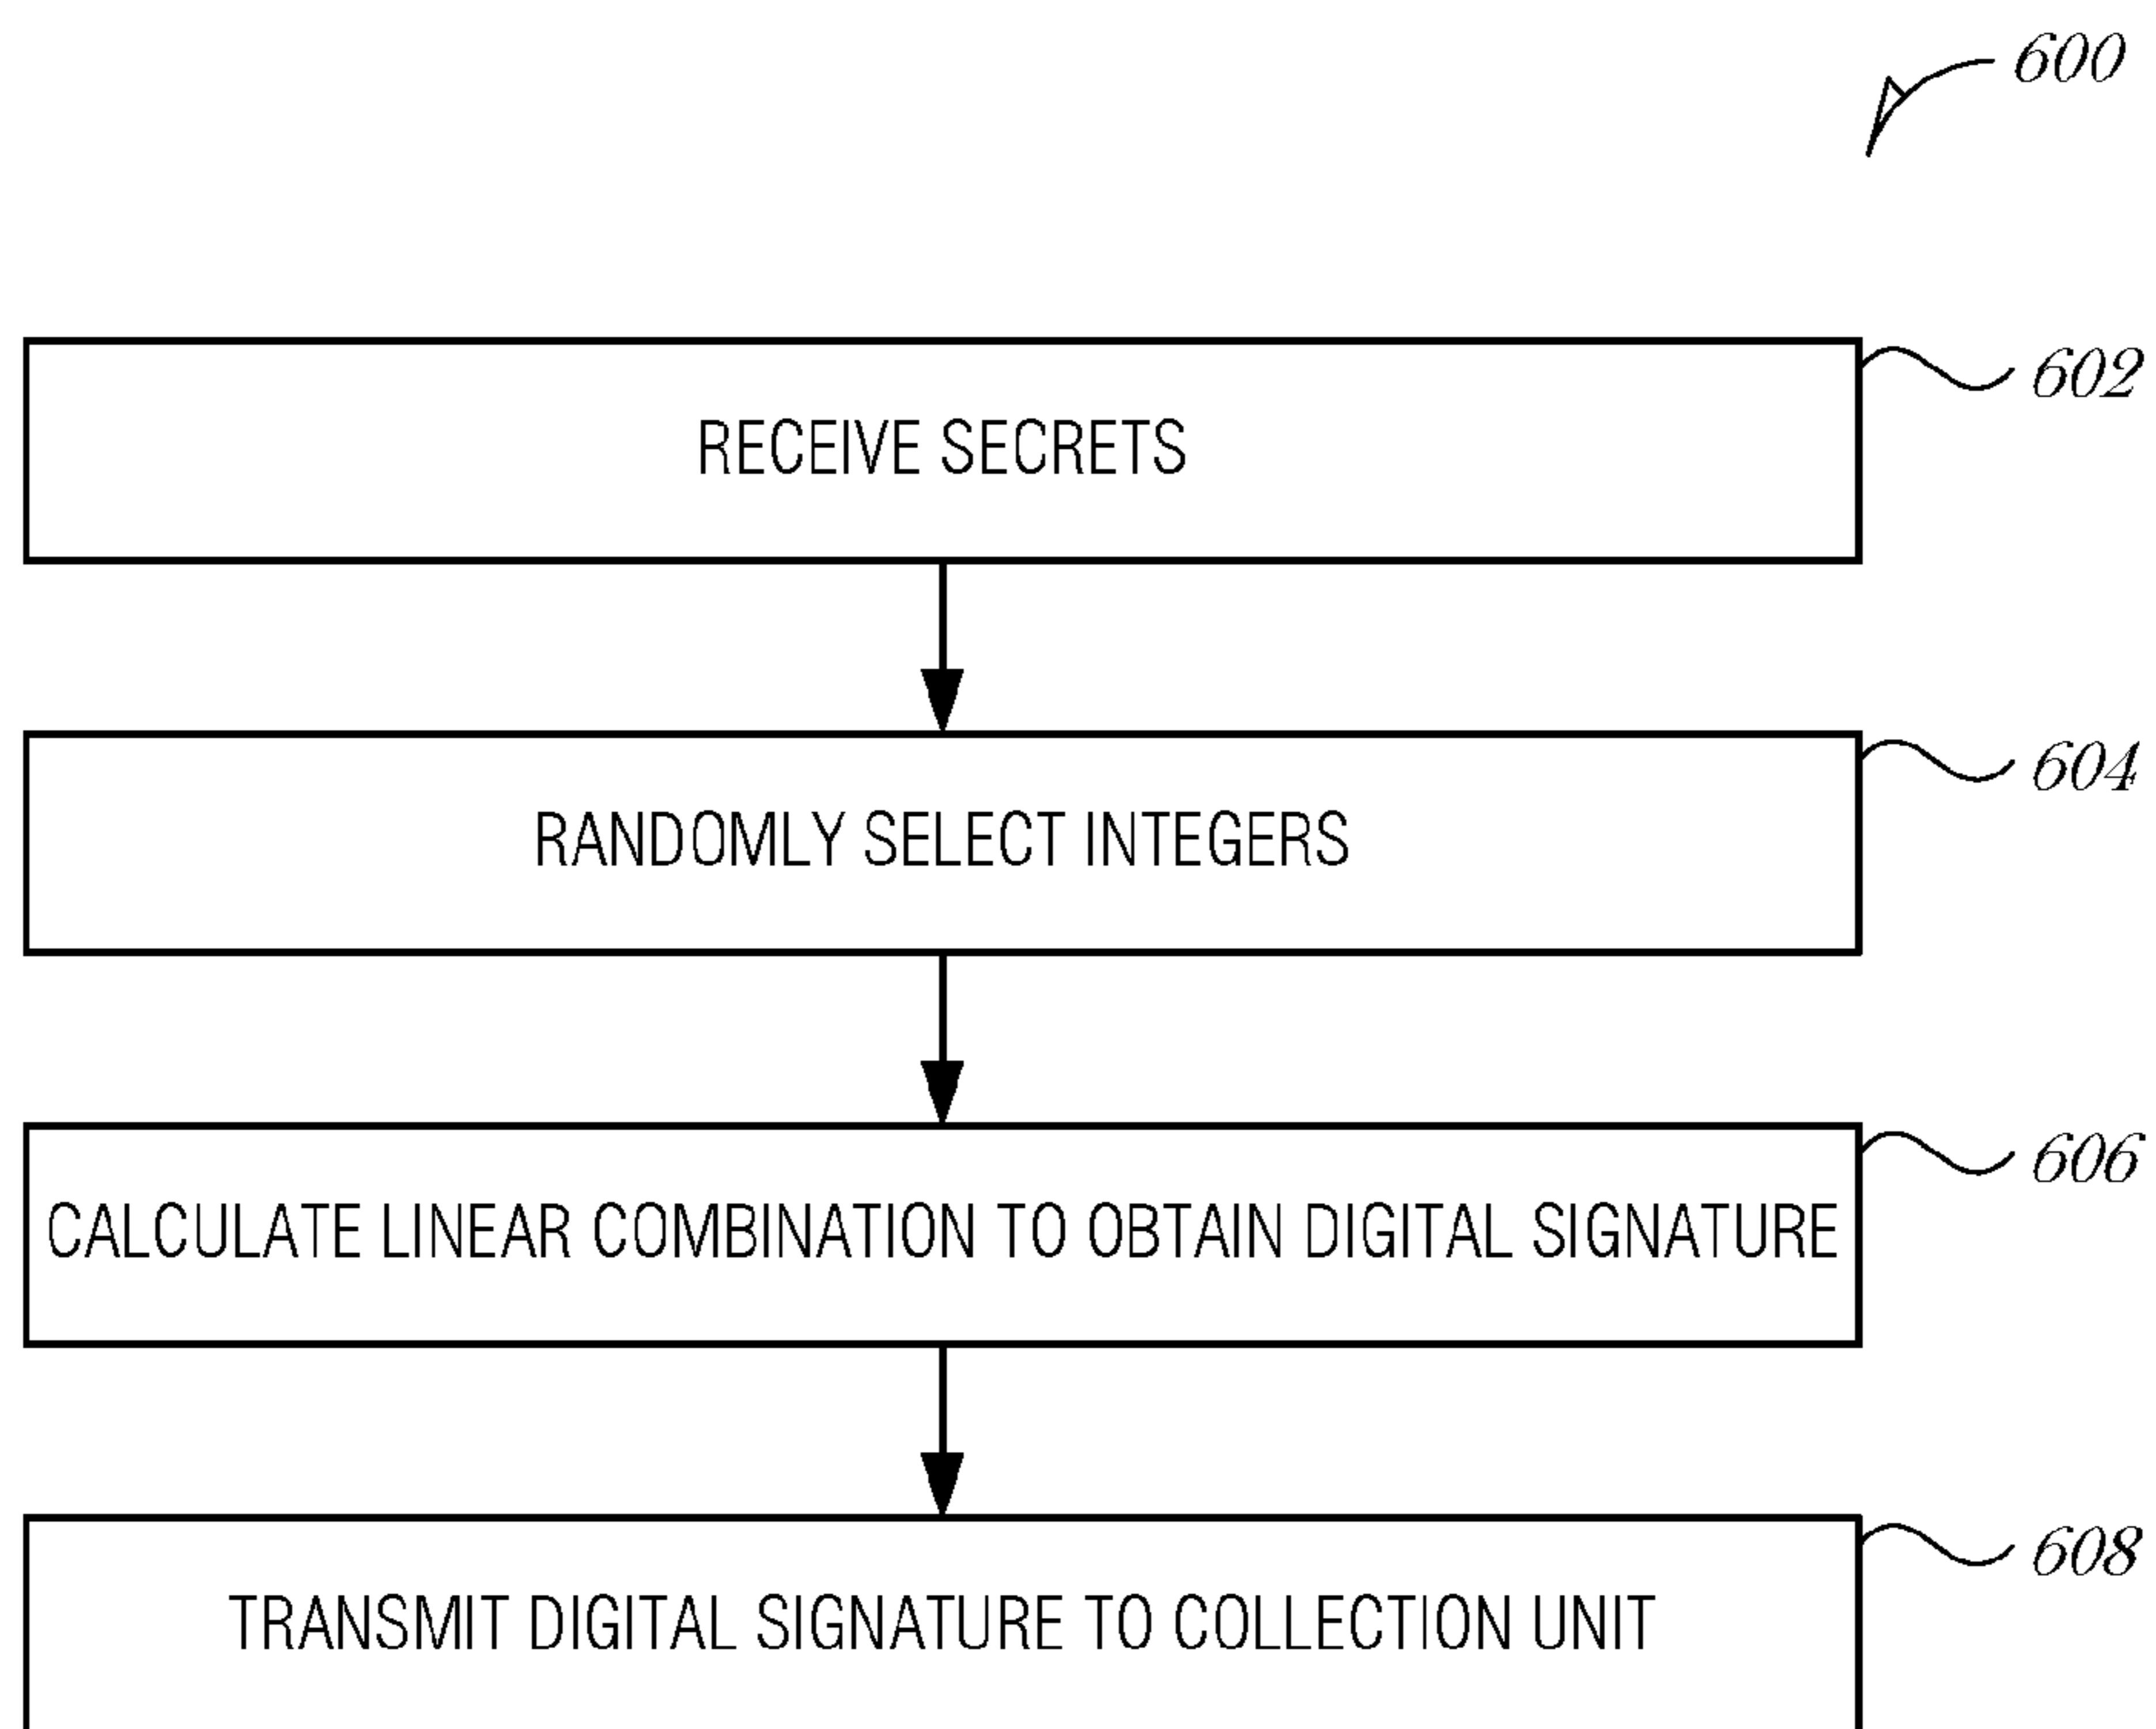 600
602
RECEIVE SECRETS
604
RANDOMLY SELECT INTEGERS
606
CALCULATE LINEAR COMBINATION TO OBTAIN DIGITAL SIGNATURE
608
TRANSMIT DIGITAL SIGNATURE TO COLLECTION UNIT